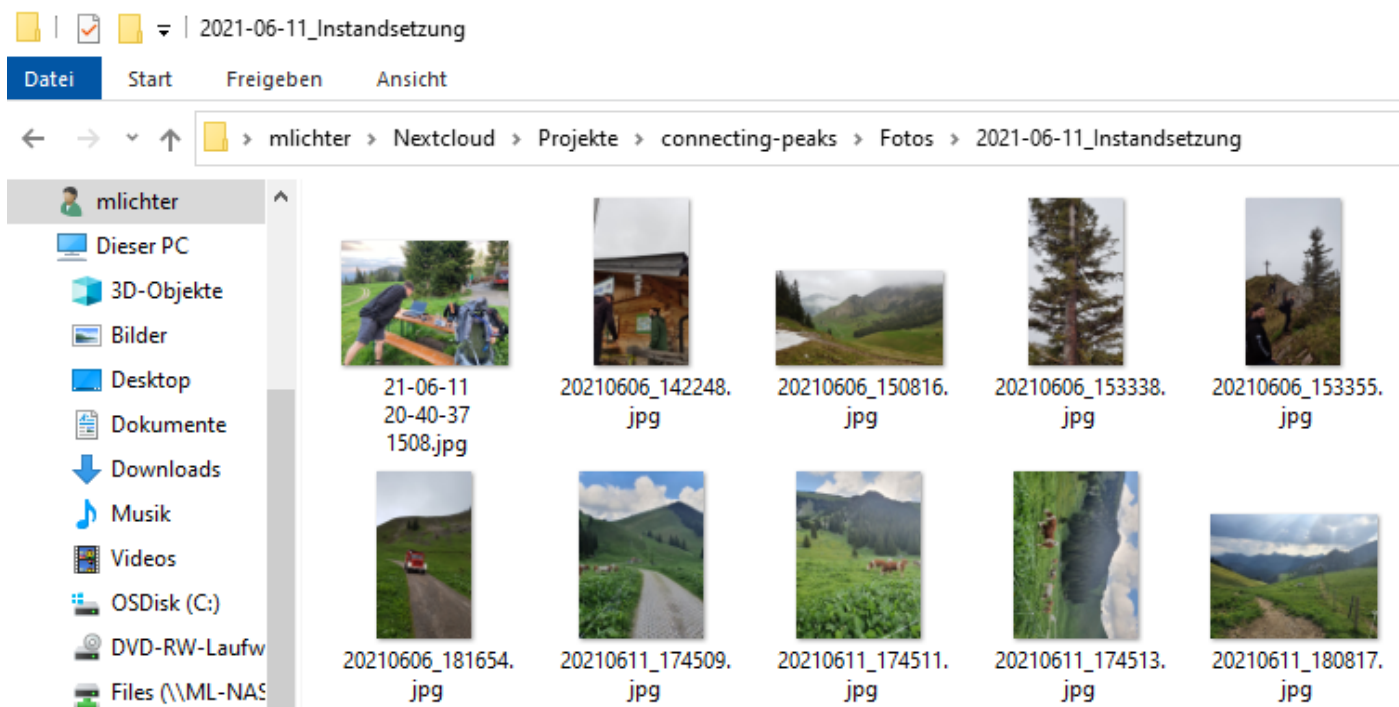 2021-06-11_Instandsetzung
Datei Start Freigeben Ansicht
mlichter > Nextcloud > Projekte > connecting-peaks > Fotos > 2021-06-11_Instandsetzung
mlichter
Dieser PC
3D-Objekte
Bilder
Desktop
Dokumente
Downloads
Musik
Videos
OSDisk (C:)
DVD-RW-Laufw
Files (\\ML-NAS
21-06-11
20-40-37
1508.jpg
20210606_142248.
jpg
20210606_150816.
jpg
20210606_153338.
jpg
20210606_153355.
jpg
20210606_181654.
jpg
20210611_174509.
jpg
20210611_174511.
jpg
20210611_174513.
jpg
20210611_180817.
jpg